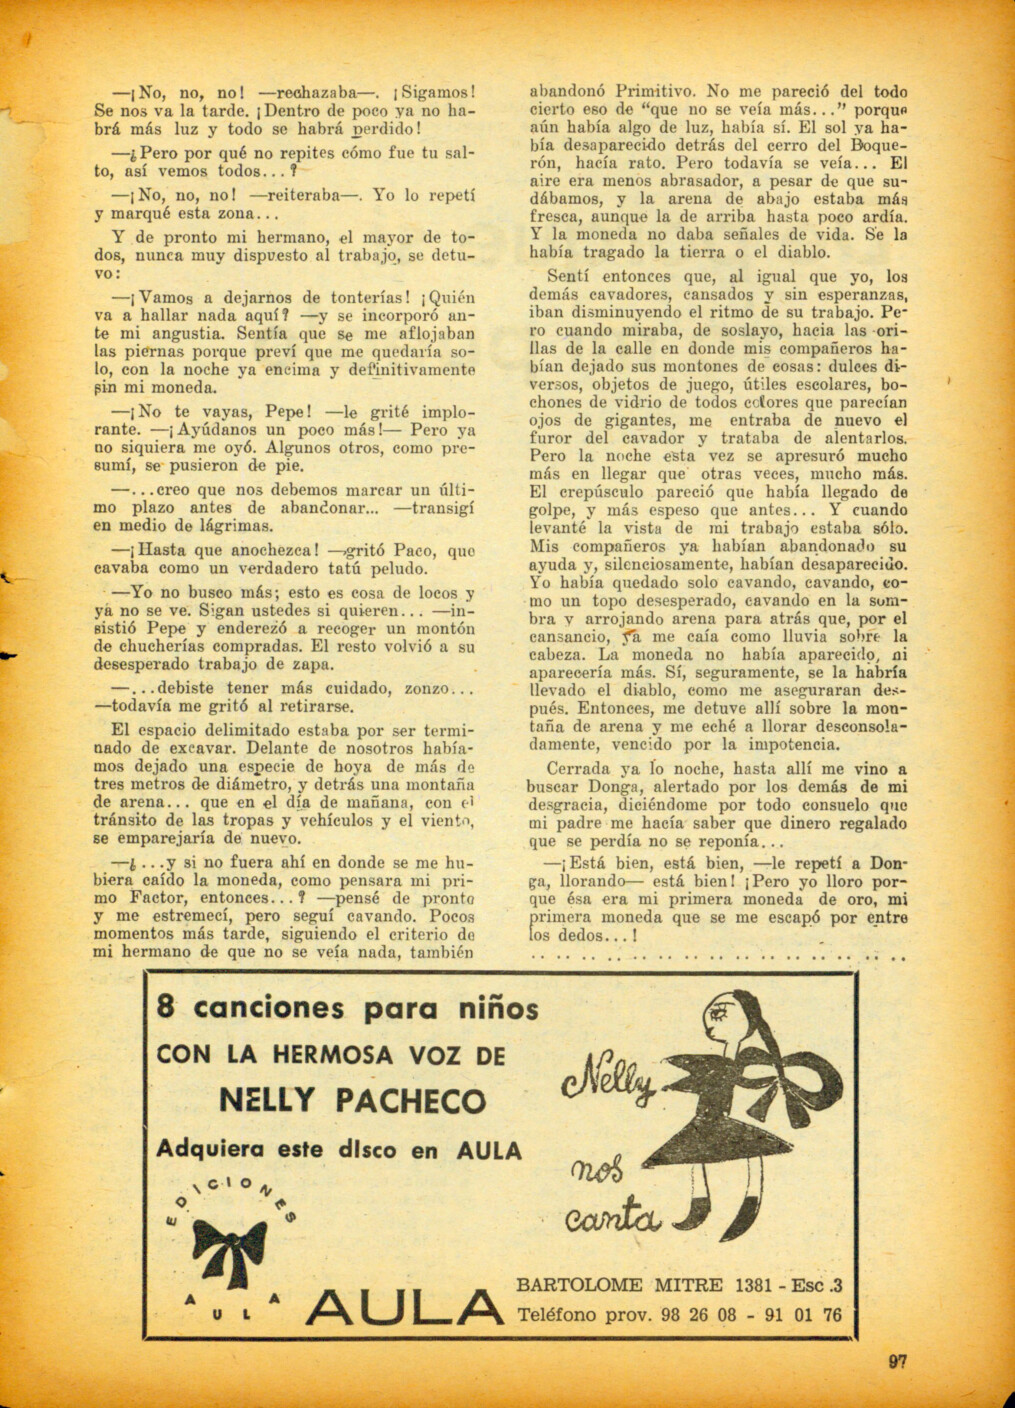 —¡No, no, no! —rechazaba—. ¡Sigamos!
Se nos va la tarde. ¡Dentro de poco ya no ha-
brá más luz y todo se habrá perdido!
—¿Pero por qué no repites cómo fue tu sal-
to, así vemos todos...?
—¡No, no, no! —reiteraba—. Yo lo repetí
y marqué esta zona...
Y de pronto mi hermano, el mayor de to-
dos, nunca muy dispuesto al trabajo, se detu-
vo:
—¡Vamos a dejarnos de tonterías! ¡Quién
va a hallar nada aquí? —y se incorporó an-
te mi angustia. Sentía que se me aflojaban
las piernas porque preví que me quedaría so-
lo, con la noche ya encima y definitivamente
sin mi moneda.
—¡No te vayas, Pepe! —le grité implo-
rante. —¡Ayúdanos un poco más!— Pero ya
no siquiera me oyó. Algunos otros, como pre-
sumí, se pusieron de pie.
—...creo que nos debemos marcar un últi-
mo plazo antes de abandonar... —transigí
en medio de lágrimas.
—¡Hasta que anochezca! —gritó Paco, que
cavaba como un verdadero tatú peludo.
—Yo no busco más; esto es cosa de locos y
ya no se ve. Sigan ustedes si quieren... —in-
sistió Pepe y enderezó a recoger un montón
de chucherías compradas. El resto volvió a su
desesperado trabajo de zapa.
—...debiste tener más cuidado, zonzo...
—todavía me gritó al retirarse.
El espacio delimitado estaba por ser termi-
nado de excavar. Delante de nosotros había-
mos dejado una especie de hoya de más de
tres metros de diámetro, y detrás una montaña
de arena... que en el día de mañana, con el
tránsito de las tropas y vehículos y el viento,
se emparejaría de nuevo.
—¿...y si no fuera ahí en donde se me hu-
biera caído la moneda, como pensara mi pri-
mo Factor, entonces...? —pensé de pronto
y me estremecí, pero seguí cavando. Pocos
momentos más tarde, siguiendo el criterio de
mi hermano de que no se veía nada, también
abandonó Primitivo. No me pareció del todo
cierto eso de "que no se veía más..." porque
aún había algo de luz, había sí. El sol ya ha-
bía desaparecido detrás del cerro del Boque-
rón, hacía rato. Pero todavía se veía... El
aire era menos abrasador, a pesar de que su-
dábamos, y la arena de abajo estaba más
fresca, aunque la de arriba hasta poco ardía.
Y la moneda no daba señales de vida. Se la
había tragado la tierra o el diablo.
Sentí entonces que, al igual que yo, los
demás cavadores, cansados y sin esperanzas,
iban disminuyendo el ritmo de su trabajo. Pe-
ro cuando miraba, de soslayo, hacia las ori-
llas de la calle en donde mis compañeros ha-
bían dejado sus montones de cosas: dulces di-
versos, objetos de juego, útiles escolares, bo-
chones de vidrio de todos colores que parecían
ojos de gigantes, me entraba de nuevo el
furor del cavador y trataba de alentarlos.
Pero la noche esta vez se apresuró mucho
más en llegar que otras veces, mucho más.
El crepúsculo pareció que había llegado de
golpe, y más espeso que antes... Y cuando
levanté la vista de mi trabajo estaba sólo.
Mis compañeros ya habían abandonado su
ayuda y, silenciosamente, habían desaparecido.
Yo había quedado solo cavando, cavando, co-
mo un topo desesperado, cavando en la som-
bra y arrojando arena para atrás que, por el
cansancio, ya me caía como lluvia sobre la
cabeza. La moneda no había aparecido, ni
aparecería más. Sí, seguramente, se la habría
llevado el diablo, como me aseguraran des-
pués. Entonces, me detuve allí sobre la mon-
taña de arena y me eché a llorar desconsola-
damente, vencido por la impotencia.
Cerrada ya lo noche, hasta allí me vino a
buscar Donga, alertado por los demás de mi
desgracia, diciéndome por todo consuelo que
mi padre me hacía saber que dinero regalado
que se perdía no se reponía...
—¡Está bien, está bien, —le repetí a Don-
ga, llorando— está bien! ¡Pero yo lloro por-
que ésa era mi primera moneda de oro, mi
primera moneda que se me escapó por entre
los dedos...!
. . . . . . . . . . . . . . . . . . . . . . . . . . . . . .
8 canciones para niños
CON LA HERMOSA VOZ DE
NELLY PACHECO
Adquiera este disco en AULA
Nelly
nos
canta
EDICIONES
AULA
AULA
BARTOLOME MITRE 1381 - Esc .3
Teléfono prov. 98 26 08 - 91 01 76
97